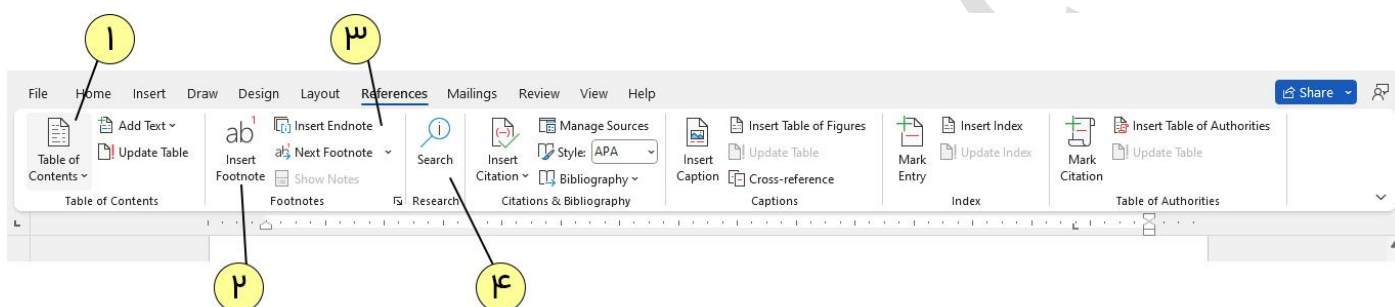 ۱
۳
File Home Insert Draw Design Layout References Mailings Review View Help Share
Table of Contents
Add Text
Update Table
Table of Contents
ab1
Insert Footnote
Insert Endnote
Next Footnote
Show Notes
Footnotes
Search
Research
Insert Citation
Manage Sources
Style: APA
Bibliography
Citations & Bibliography
Insert Caption
Insert Table of Figures
Update Table
Cross-reference
Captions
Mark Entry
Insert Index
Update Index
Index
Mark Citation
Insert Table of Authorities
Update Table
Table of Authorities
۲
۴